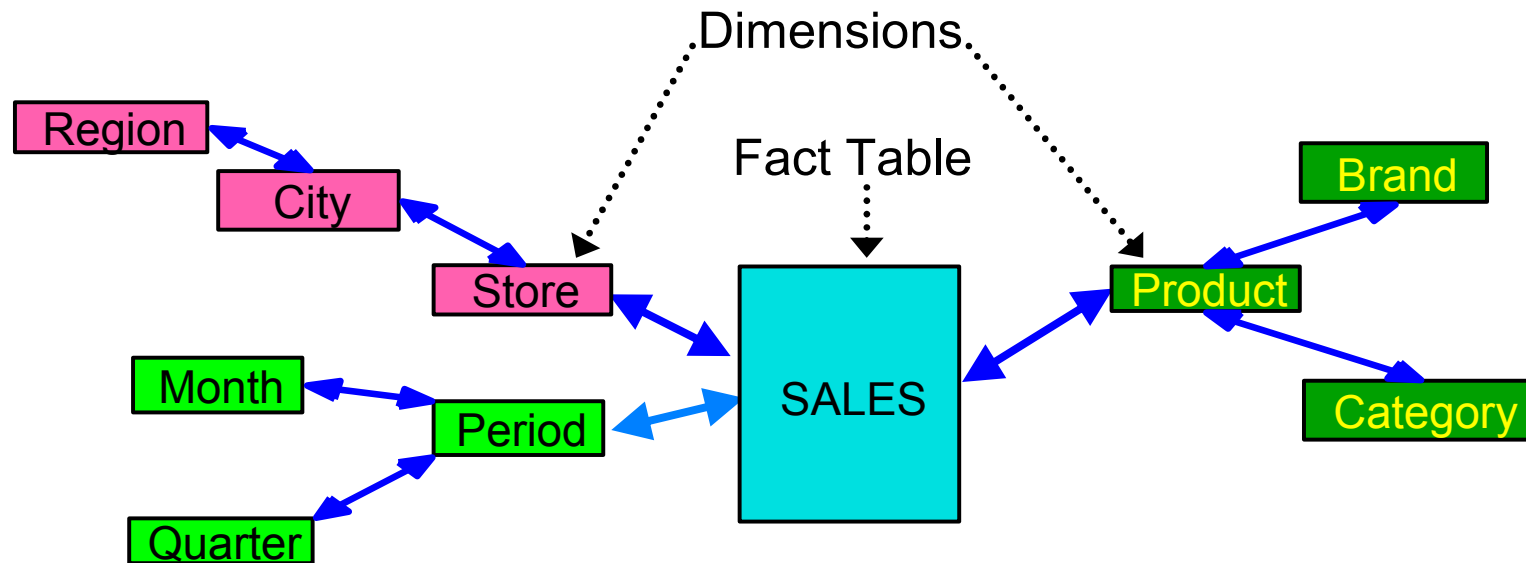 Dimensions
Region
Fact Table
Brand
City
Store
Product
Month
SALES
Category
Period
Quarter